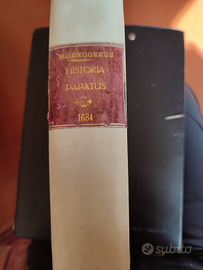 HEIDEGGERUS
HISTORIA
PAPATUS
1684
subito